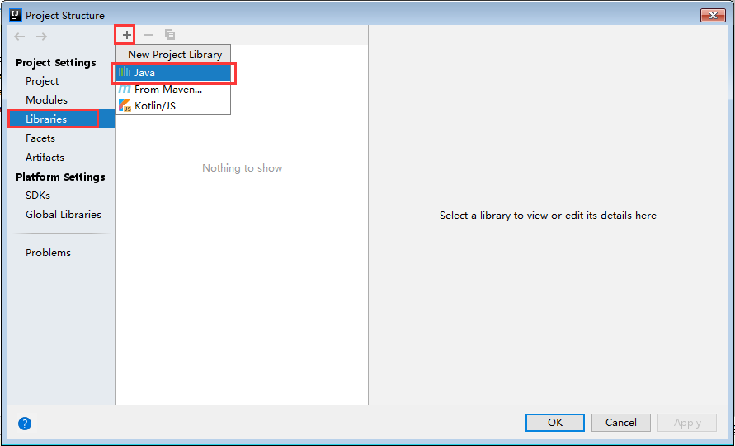 Project Structure
Project Settings
Project
Modules
Libraries
Facets
Artifacts
Platform Settings
SDKs
Global Libraries
Problems
New Project Library
Java
From Maven...
Kotlin/JS
Nothing to show
Select a library to view or edit its details here
?
OK
Cancel
Apply